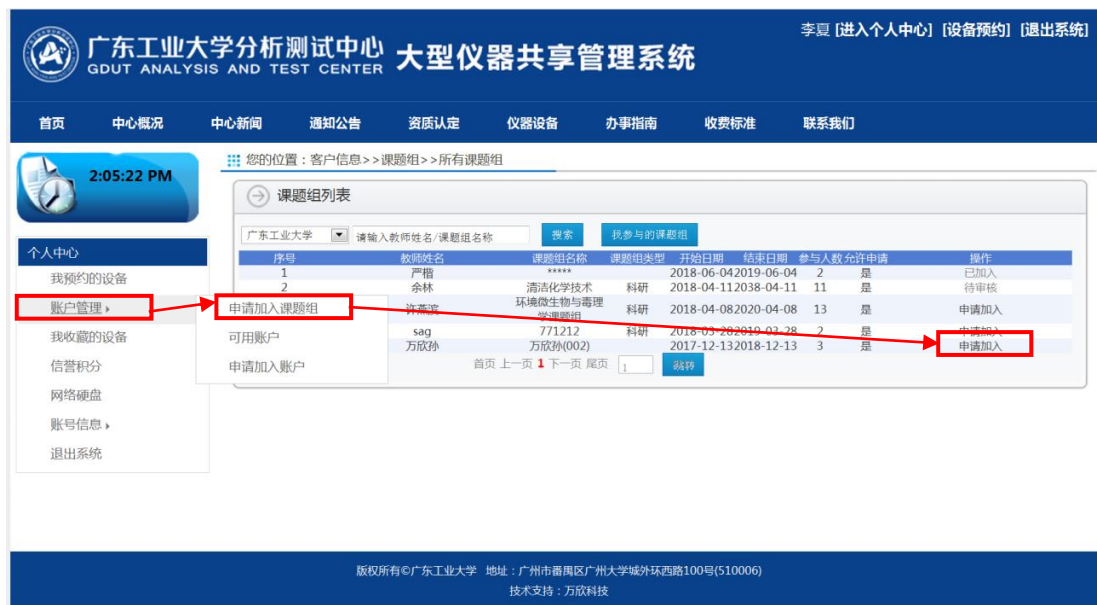 李夏 [进入个人中心] [设备预约] [退出系统]
广东工业大学分析测试中心 大型仪器共享管理系统
GDUT ANALYSIS AND TEST CENTER
首页 中心概况 中心新闻 通知公告 资质认定 仪器设备 办事指南 收费标准 联系我们
2:05:22 PM
您的位置：客户信息>>课题组>>所有课题组
课题组列表
广东工业大学 请输入教师姓名/课题组名称 搜索 我参与的课题组
序号 教师姓名 课题组名称 课题组类型 开始日期 结束日期 参与人数 允许申请 操作
1 严楷 ***** 2018-06-04 2019-06-04 2 是 已加入
2 余林 清洁化学技术 科研 2018-04-11 2038-04-11 11 是 待审核
许燕滨 环境微生物与毒理学课题组 科研 2018-04-08 2020-04-08 13 是 申请加入
sag 771212 科研 2018-03-28 2019-03-28 2 是 申请加入
万欣孙 万欣孙(002) 2017-12-13 2018-12-13 3 是 申请加入
首页 上一页 1 下一页 尾页 1 跳转
个人中心
我预约的设备
账户管理
申请加入课题组
可用账户
申请加入账户
我收藏的设备
信誉积分
网络硬盘
账号信息
退出系统
版权所有©广东工业大学 地址：广州市番禺区广州大学城外环西路100号(510006)
技术支持：万欣科技